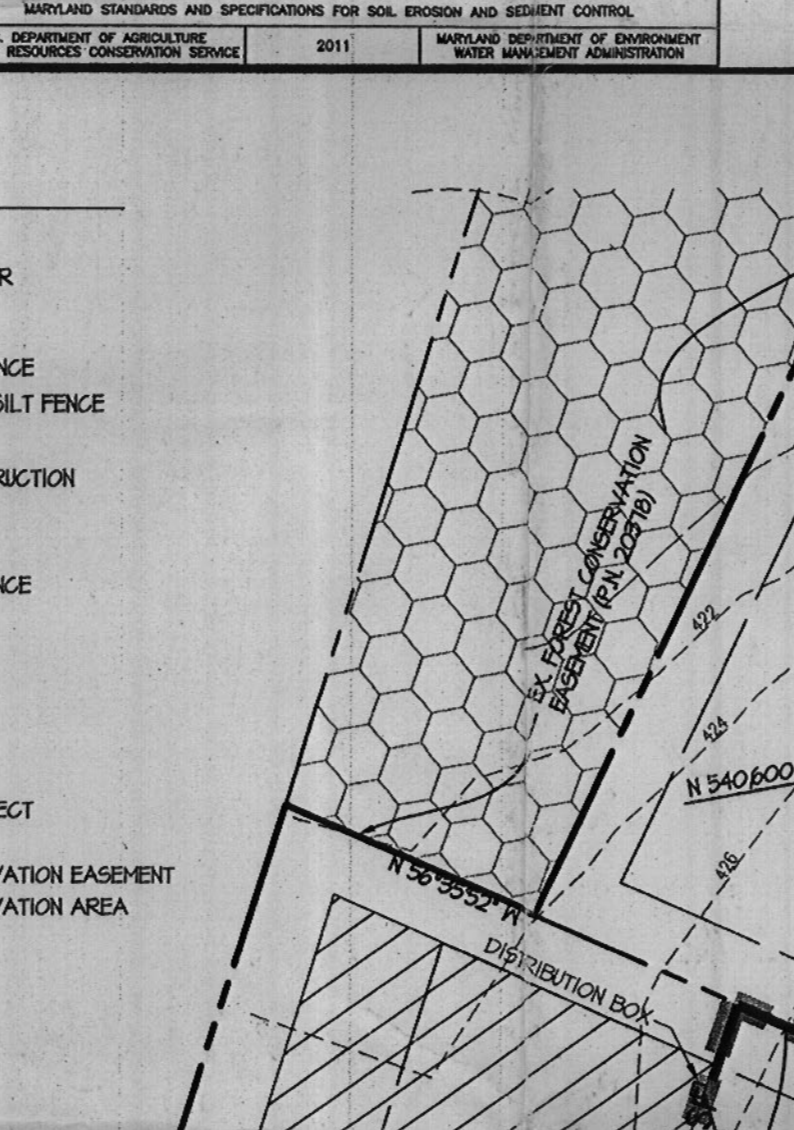 MARYLAND STANDARDS AND SPECIFICATIONS FOR SOIL EROSION AND SEDIMENT CONTROL
. DEPARTMENT OF AGRICULTURE
RESOURCES CONSERVATION SERVICE
2011
MARYLAND DEPARTMENT OF ENVIRONMENT
WATER MANAGEMENT ADMINISTRATION
R
NCE
SILT FENCE
RUCTION
NCE
ECT
VATION EASEMENT
VATION AREA
EX. FOREST CONSERVATION
EASEMENT (P.N. 20378)
422
424
N 540,600
426
N 56°35'52" W
DISTRIBUTION BOX
SF